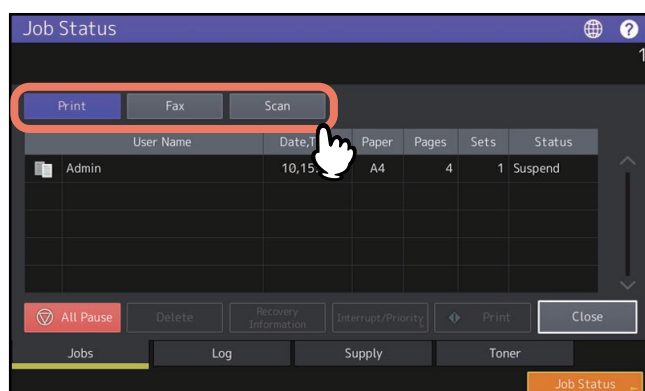 Job Status
?
1
Print Fax Scan
User Name Date,T Paper Pages Sets Status
Admin 10,15. A4 4 1 Suspend
All Pause Delete Recovery Information Interrupt/Priority Print Close
Jobs Log Supply Toner
Job Status